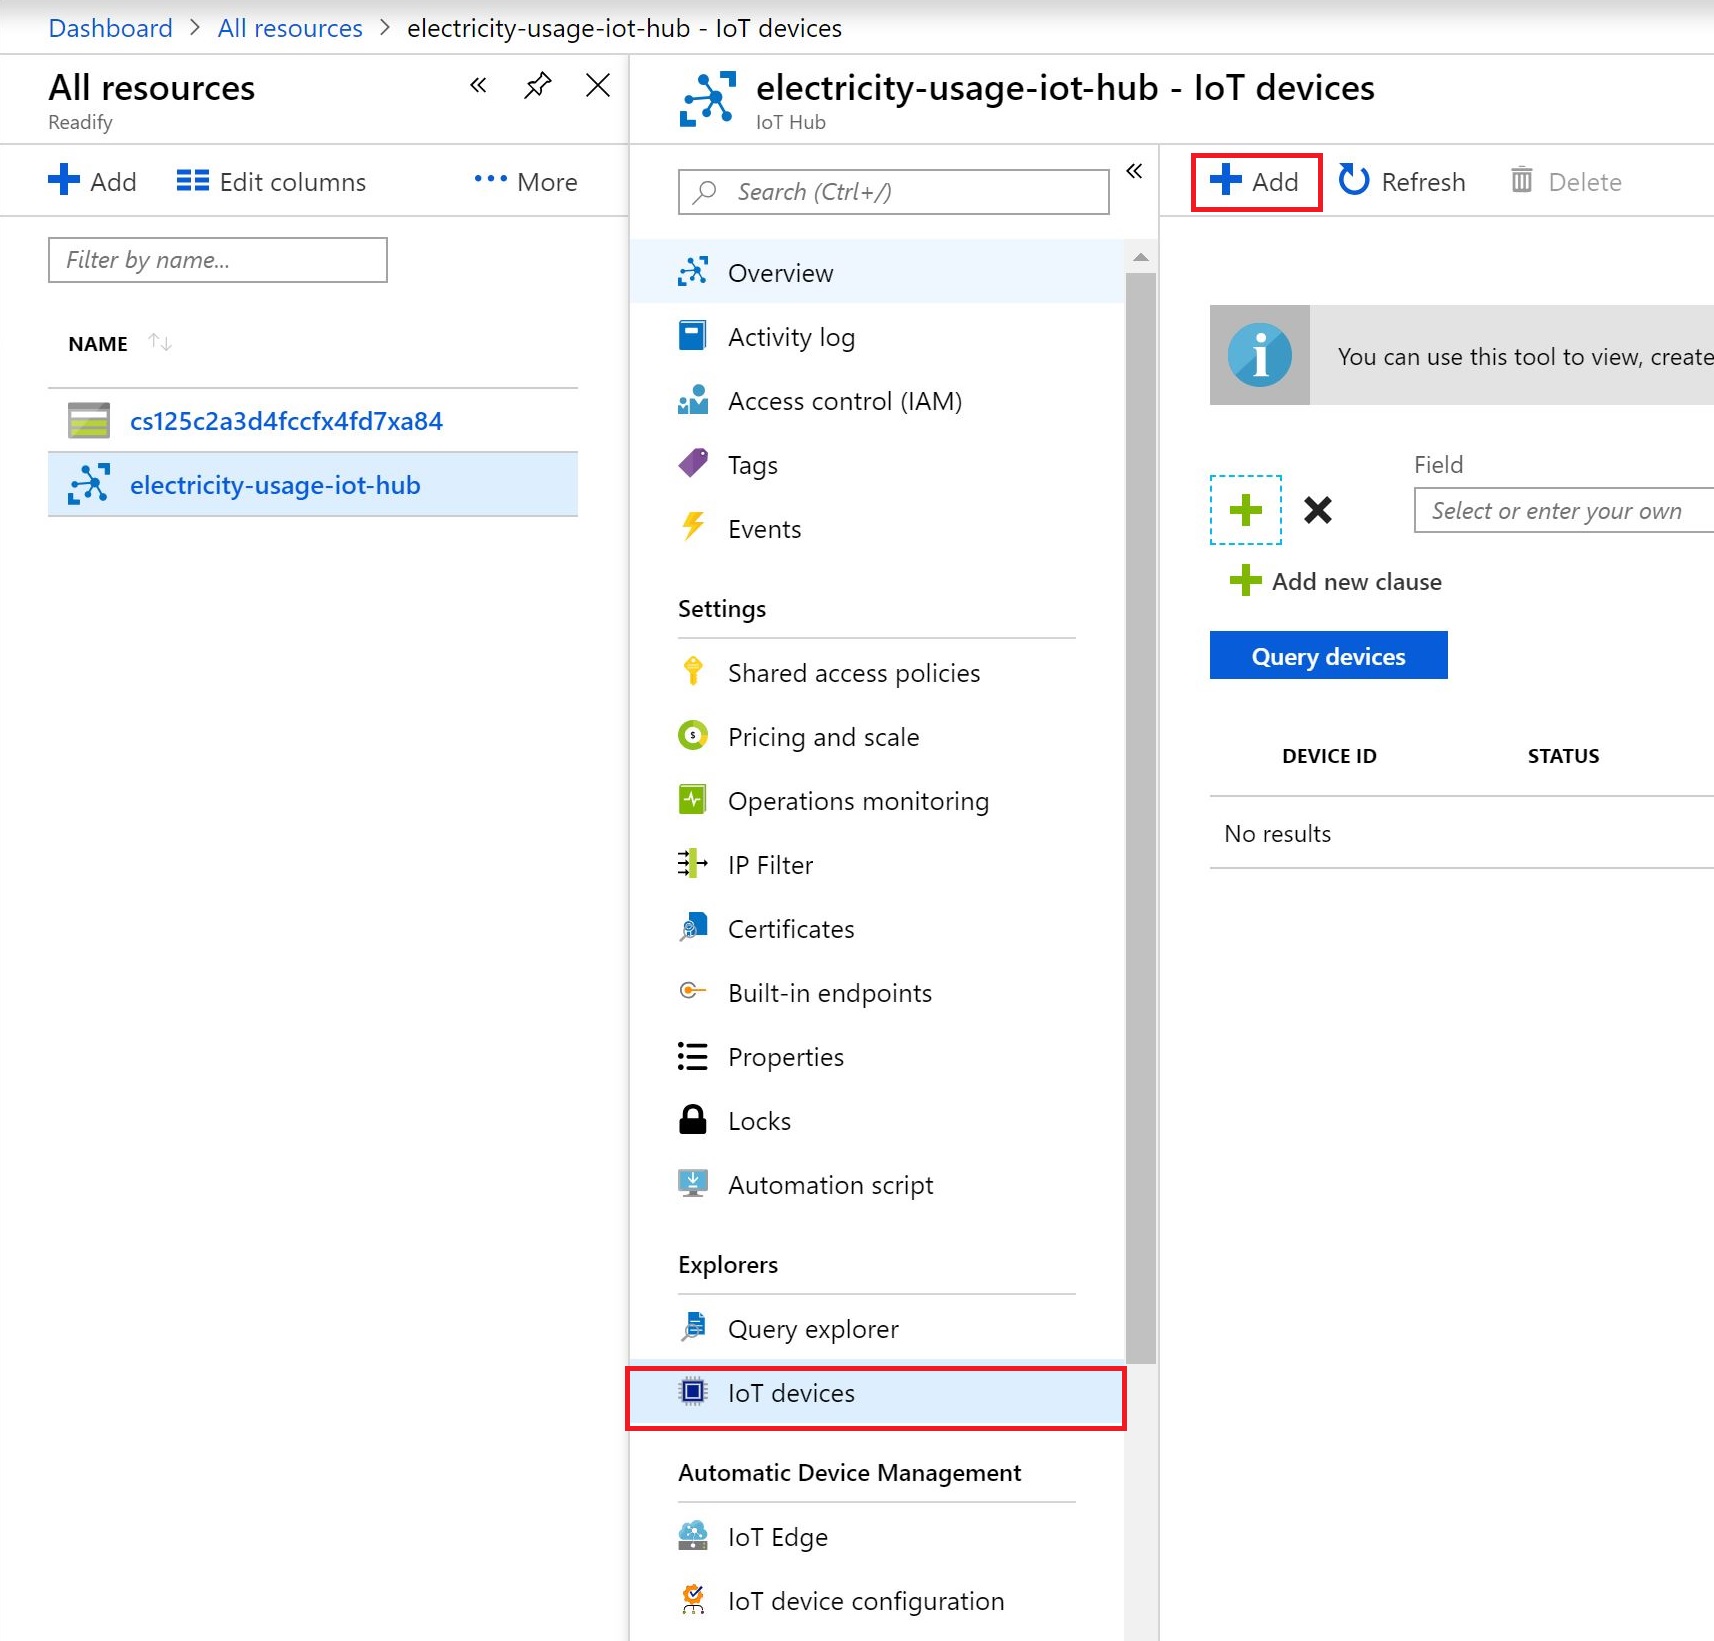 Dashboard > All resources > electricity-usage-iot-hub - IoT devices
All resources
Readify
Add
Edit columns
More
Filter by name...
NAME
cs125c2a3d4fccfx4fd7xa84
electricity-usage-iot-hub
electricity-usage-iot-hub - IoT devices
IoT Hub
Search (Ctrl+/)
Overview
Activity log
Access control (IAM)
Tags
Events
Settings
Shared access policies
Pricing and scale
Operations monitoring
IP Filter
Certificates
Built-in endpoints
Properties
Locks
Automation script
Explorers
Query explorer
IoT devices
Automatic Device Management
IoT Edge
IoT device configuration
Add
Refresh
Delete
You can use this tool to view, create
Field
Select or enter your own
Add new clause
Query devices
DEVICE ID STATUS
No results